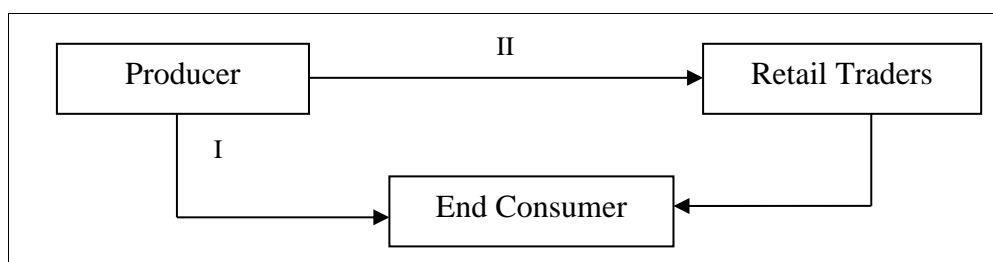 II
Producer
Retail Traders
I
End Consumer